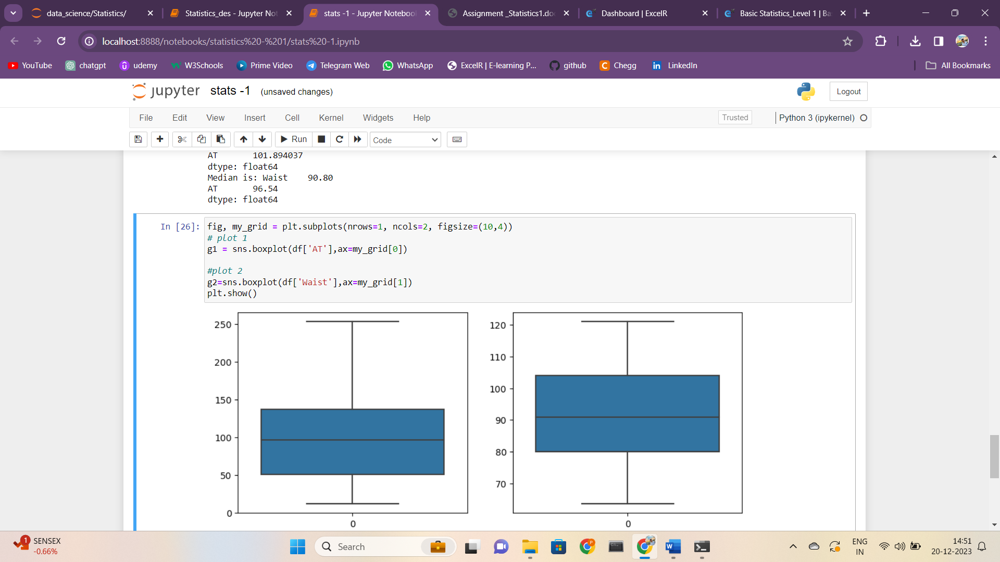 data_science/Statistics/
Statistics_des - Jupyter Not
stats -1 - Jupyter Notebook
Assignment _Statistics1.do
Dashboard | ExcelR
Basic Statistics_Level 1 | Ba
localhost:8888/notebooks/statistics%20-%201/stats%20-1.ipynb
YouTube
chatgpt
udemy
W3Schools
Prime Video
Telegram Web
WhatsApp
ExcelR | E-learning P...
github
Chegg
LinkedIn
All Bookmarks
jupyter stats -1 (unsaved changes)
Logout
File Edit View Insert Cell Kernel Widgets Help
Trusted
Python 3 (ipykernel)
Run
Code
AT 101.894037
dtype: float64
Median is: Waist 90.80
AT 96.54
dtype: float64
In [26]:
fig, my_grid = plt.subplots(nrows=1, ncols=2, figsize=(10,4))
# plot 1
g1 = sns.boxplot(df['AT'],ax=my_grid[0])
#plot 2
g2=sns.boxplot(df['Waist'],ax=my_grid[1])
plt.show()
250
200
150
100
50
0
0
120
110
100
90
80
70
0
1
SENSEX
-0.66%
Search
ENG
IN
14:51
20-12-2023